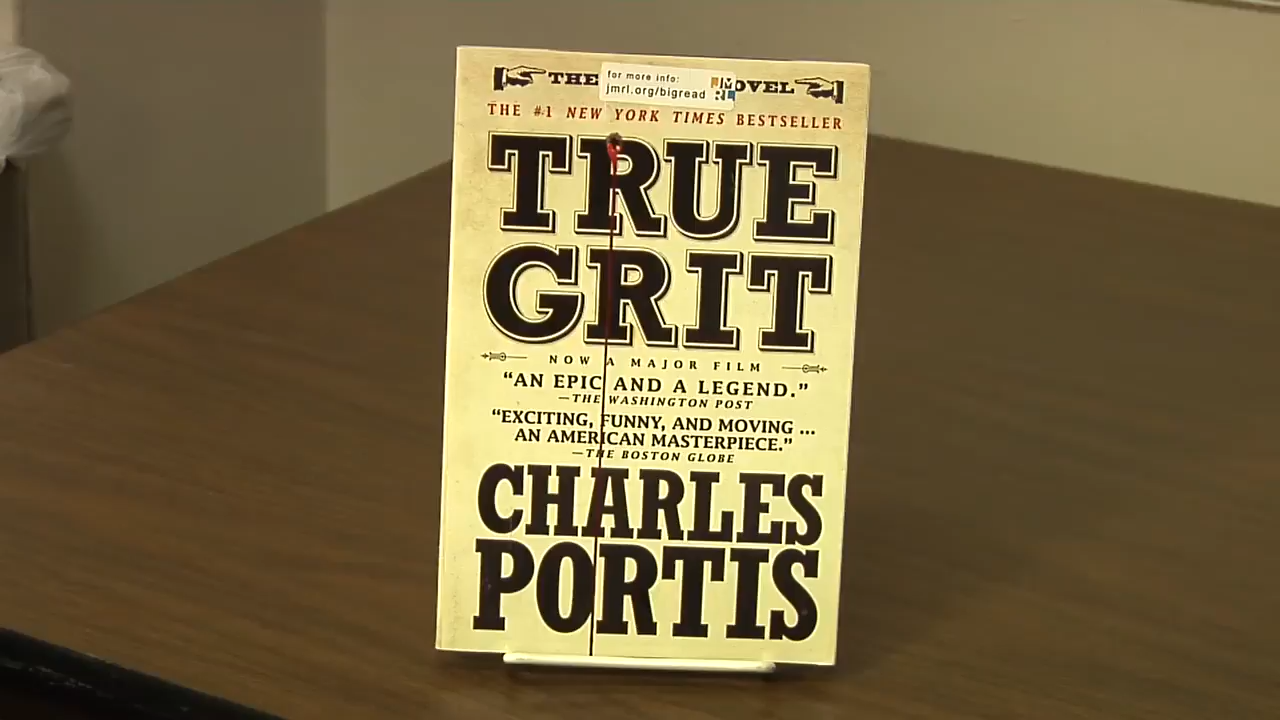 THE OVEL
for more info:
jmrl.org/bigread
THE #1 NEW YORK TIMES BESTSELLER
TRUE
GRIT
NOW A MAJOR FILM
“AN EPIC AND A LEGEND.”
—THE WASHINGTON POST
“EXCITING, FUNNY, AND MOVING ...
AN AMERICAN MASTERPIECE.”
—THE BOSTON GLOBE
CHARLES
PORTIS